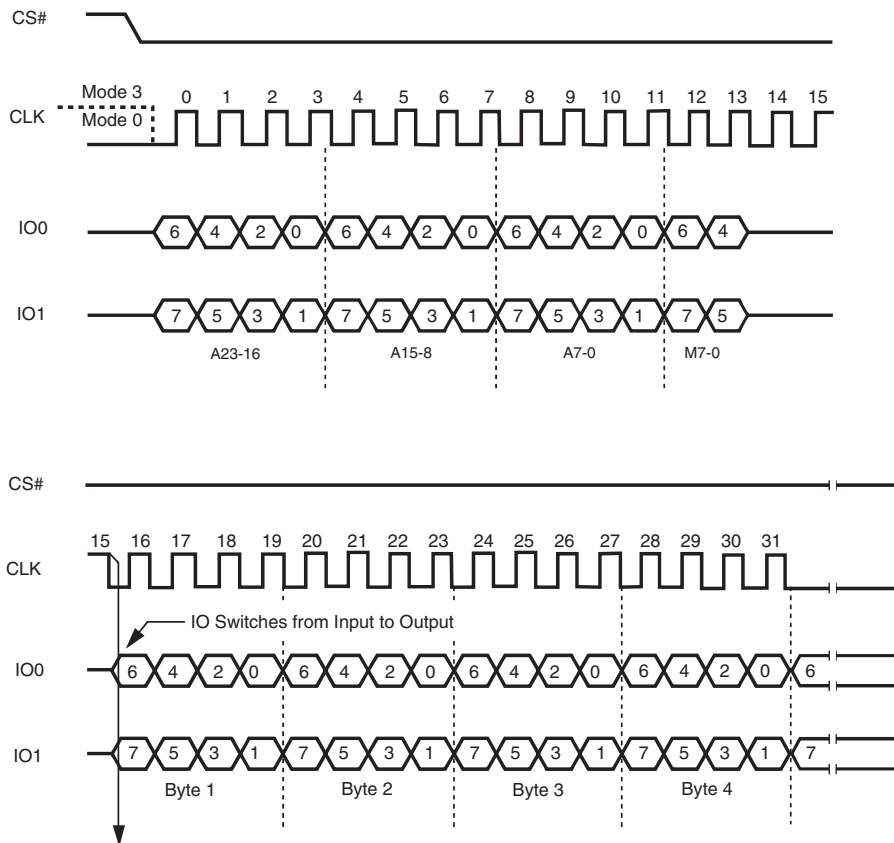 CS#
Mode 3
Mode 0
CLK
0 1 2 3 4 5 6 7 8 9 10 11 12 13 14 15
IO0
6 4 2 0 6 4 2 0 6 4 2 0 6 4
IO1
7 5 3 1 7 5 3 1 7 5 3 1 7 5
A23-16 A15-8 A7-0 M7-0
CS#
15 16 17 18 19 20 21 22 23 24 25 26 27 28 29 30 31
CLK
IO Switches from Input to Output
IO0
6 4 2 0 6 4 2 0 6 4 2 0 6 4 2 0 6
IO1
7 5 3 1 7 5 3 1 7 5 3 1 7 5 3 1 7
Byte 1 Byte 2 Byte 3 Byte 4